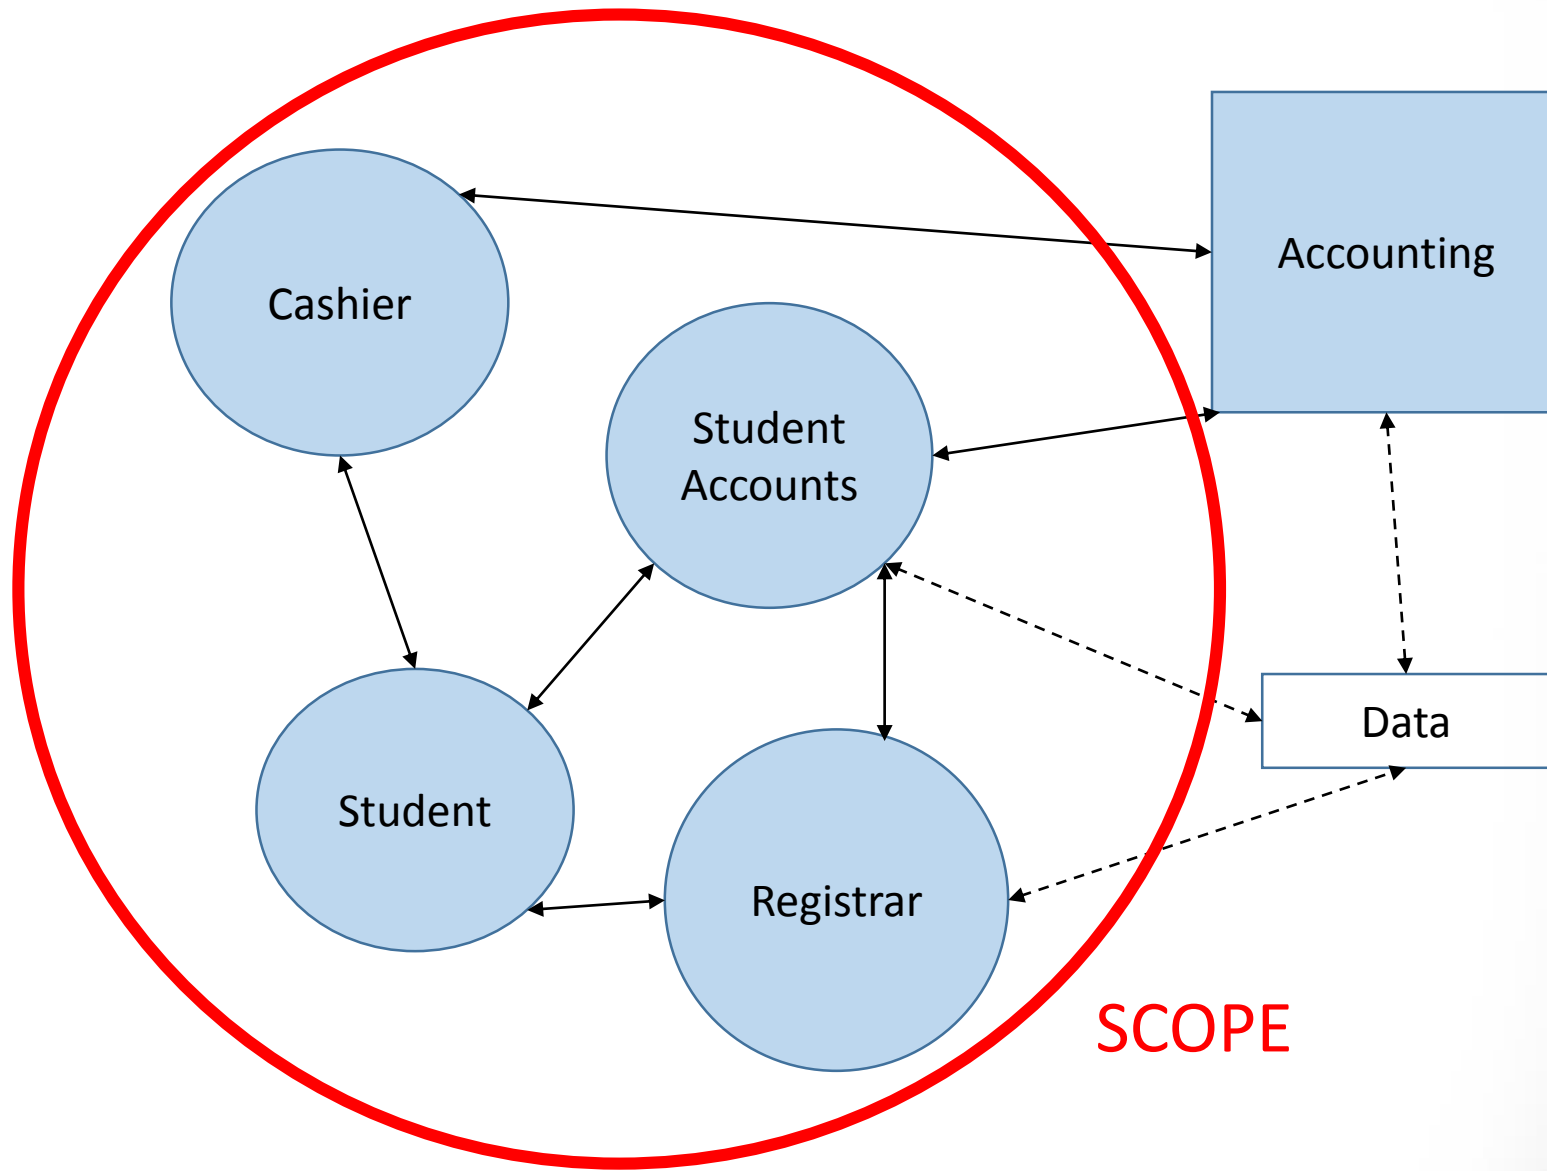 Accounting
Cashier
Student
Accounts
Data
Student
Registrar
SCOPE